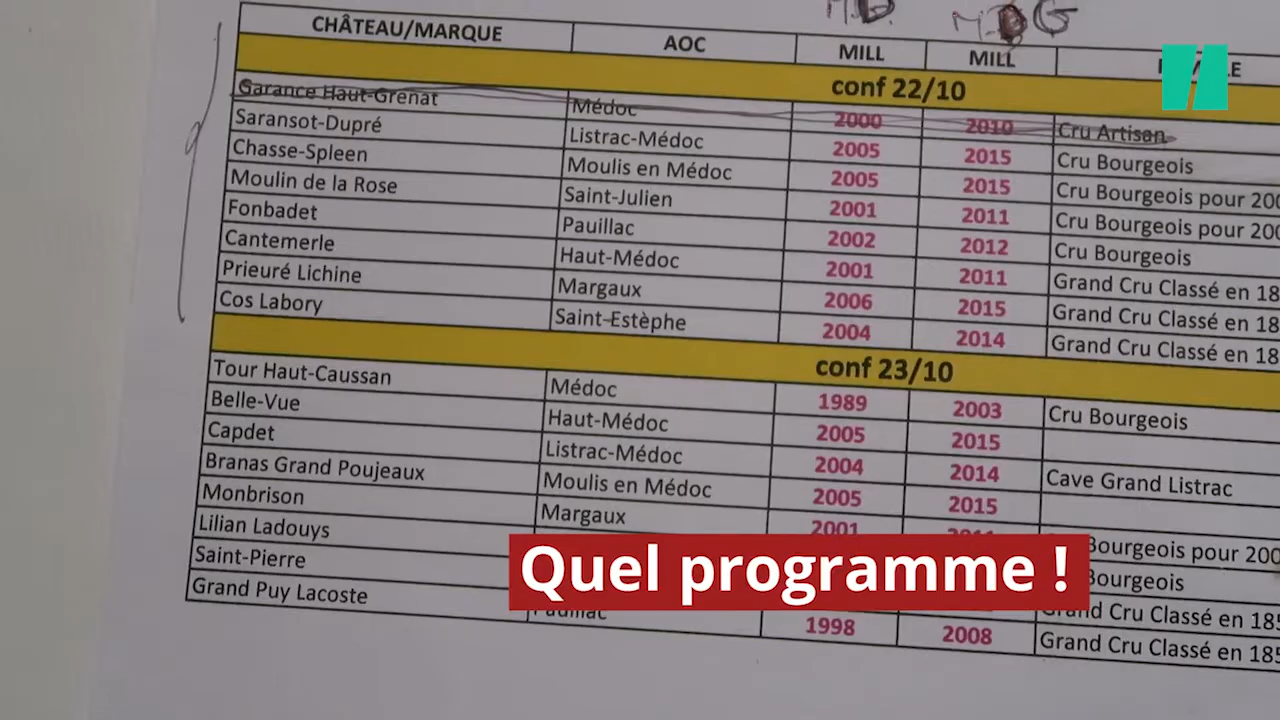 CHÂTEAU/MARQUE AOC MILL MILL
conf 22/10
Garance Haut-Grenat Médoc 2000 2010 Cru Artisan
Saransot-Dupré Listrac-Médoc 2005 2015 Cru Bourgeois
Chasse-Spleen Moulis en Médoc 2005 2015 Cru Bourgeois pour 200
Moulin de la Rose Saint-Julien 2001 2011 Cru Bourgeois pour 200
Fonbadet Pauillac 2002 2012 Cru Bourgeois
Cantemerle Haut-Médoc 2001 2011 Grand Cru Classé en 18
Prieuré Lichine Margaux 2006 2015 Grand Cru Classé en 18
Cos Labory Saint-Estèphe 2004 2014 Grand Cru Classé en 18
conf 23/10
Tour Haut-Caussan Médoc 1989 2003 Cru Bourgeois
Belle-Vue Haut-Médoc 2005 2015
Capdet Listrac-Médoc 2004 2014 Cave Grand Listrac
Branas Grand Poujeaux Moulis en Médoc 2005 2015
Monbrison Margaux 2001 Bourgeois pour 200
Lilian Ladouys Bourgeois
Saint-Pierre Grand Cru Classé en 185
Grand Puy Lacoste Pauillac 1998 2008 Grand Cru Classé en 185
Quel programme !